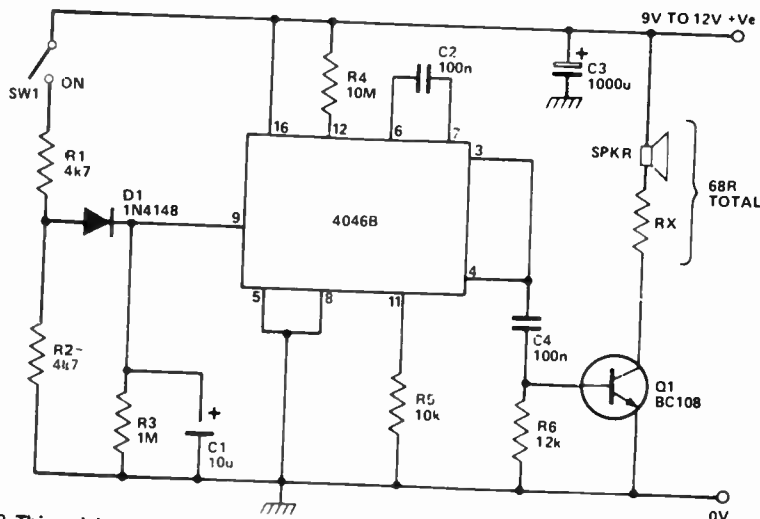 9V TO 12V +Ve
SW1
ON
R1
4k7
D1
1N4148
R2
4k7
R3
1M
+
C1
10u
R4
10M
C2
100n
+
C3
1000u
16
12
6
7
3
9
4046B
4
5
8
11
R5
10k
C4
100n
R6
12k
SPKR
RX
68R
TOTAL
Q1
BC108
0V